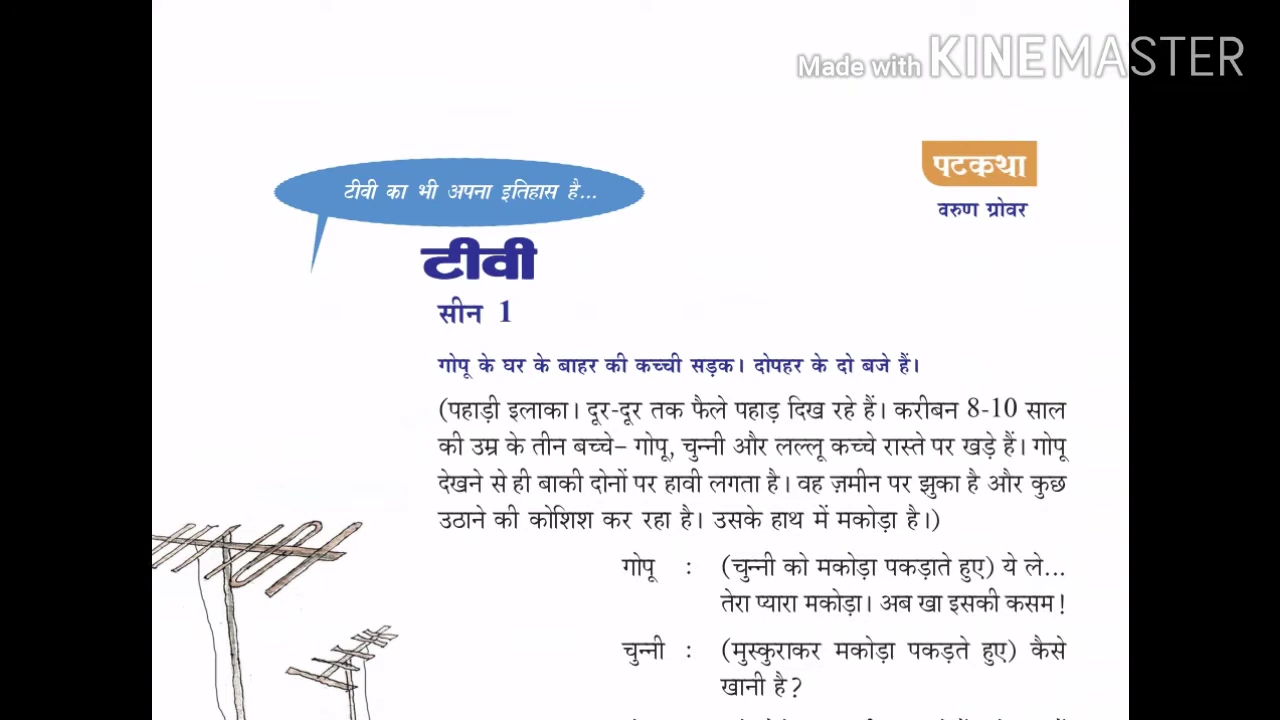 Made with KINEMASTER
टीवी का भी अपना इतिहास है...
पटकथा
वरुण ग्रोवर
टीवी
सीन 1
गोपू के घर के बाहर की कच्ची सड़क। दोपहर के दो बजे हैं।
(पहाड़ी इलाका। दूर-दूर तक फैले पहाड़ दिख रहे हैं। करीबन 8-10 साल
की उम्र के तीन बच्चे– गोपू, चुन्नी और लल्लू कच्चे रास्ते पर खड़े हैं। गोपू
देखने से ही बाकी दोनों पर हावी लगता है। वह ज़मीन पर झुका है और कुछ
उठाने की कोशिश कर रहा है। उसके हाथ में मकोड़ा है।)
गोपू : (चुन्नी को मकोड़ा पकड़ाते हुए) ये ले...
तेरा प्यारा मकोड़ा। अब खा इसकी कसम!
चुन्नी : (मुस्कुराकर मकोड़ा पकड़ते हुए) कैसे
खानी है?